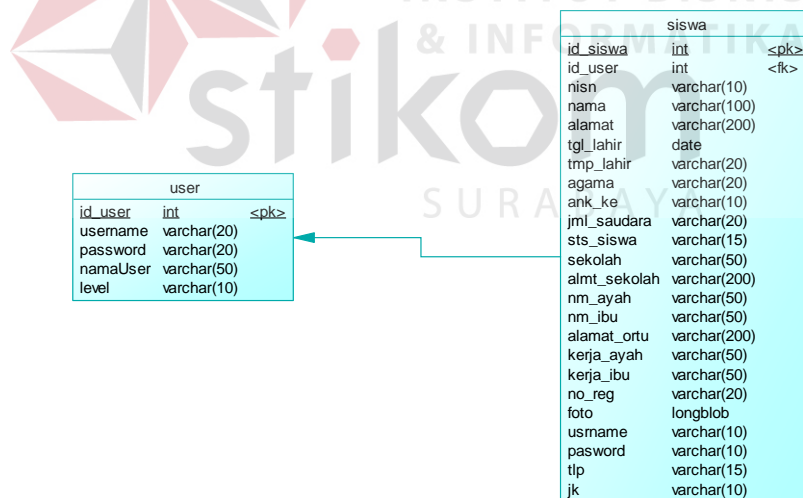 & INFORMATIKA
stikom
SURABAYA
user
id_user int <pk>
username varchar(20)
password varchar(20)
namaUser varchar(50)
level varchar(10)
siswa
id_siswa int <pk>
id_user int <fk>
nisn varchar(10)
nama varchar(100)
alamat varchar(200)
tgl_lahir date
tmp_lahir varchar(20)
agama varchar(20)
ank_ke varchar(10)
jml_saudara varchar(20)
sts_siswa varchar(15)
sekolah varchar(50)
almt_sekolah varchar(200)
nm_ayah varchar(50)
nm_ibu varchar(50)
alamat_ortu varchar(200)
kerja_ayah varchar(50)
kerja_ibu varchar(50)
no_reg varchar(20)
foto longblob
usrname varchar(10)
pasword varchar(10)
tlp varchar(15)
jk varchar(10)